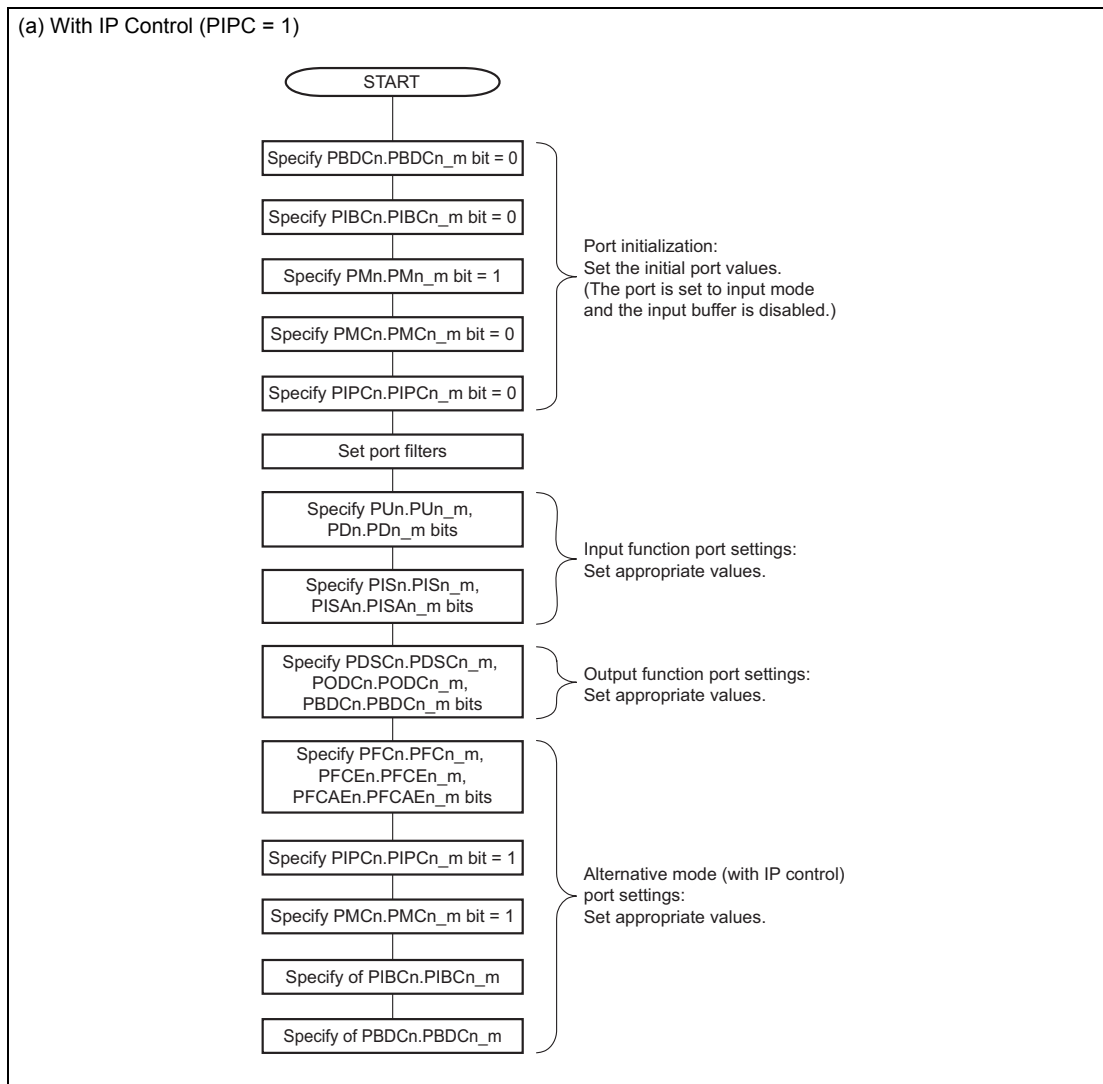 (a) With IP Control (PIPC = 1)
START
Specify PBDCn.PBDCn_m bit = 0
Specify PIBCn.PIBCn_m bit = 0
Specify PMn.PMn_m bit = 1
Specify PMCn.PMCn_m bit = 0
Specify PIPCn.PIPCn_m bit = 0
Port initialization:
Set the initial port values.
(The port is set to input mode
and the input buffer is disabled.)
Set port filters
Specify PUn.PUn_m,
PDn.PDn_m bits
Specify PISn.PISn_m,
PISAn.PISAn_m bits
Input function port settings:
Set appropriate values.
Specify PDSCn.PDSCn_m,
PODCn.PODCn_m,
PBDCn.PBDCn_m bits
Output function port settings:
Set appropriate values.
Specify PFCn.PFCn_m,
PFCEn.PFCEn_m,
PFCAEn.PFCAEn_m bits
Specify PIPCn.PIPCn_m bit = 1
Specify PMCn.PMCn_m bit = 1
Specify of PIBCn.PIBCn_m
Specify of PBDCn.PBDCn_m
Alternative mode (with IP control)
port settings:
Set appropriate values.